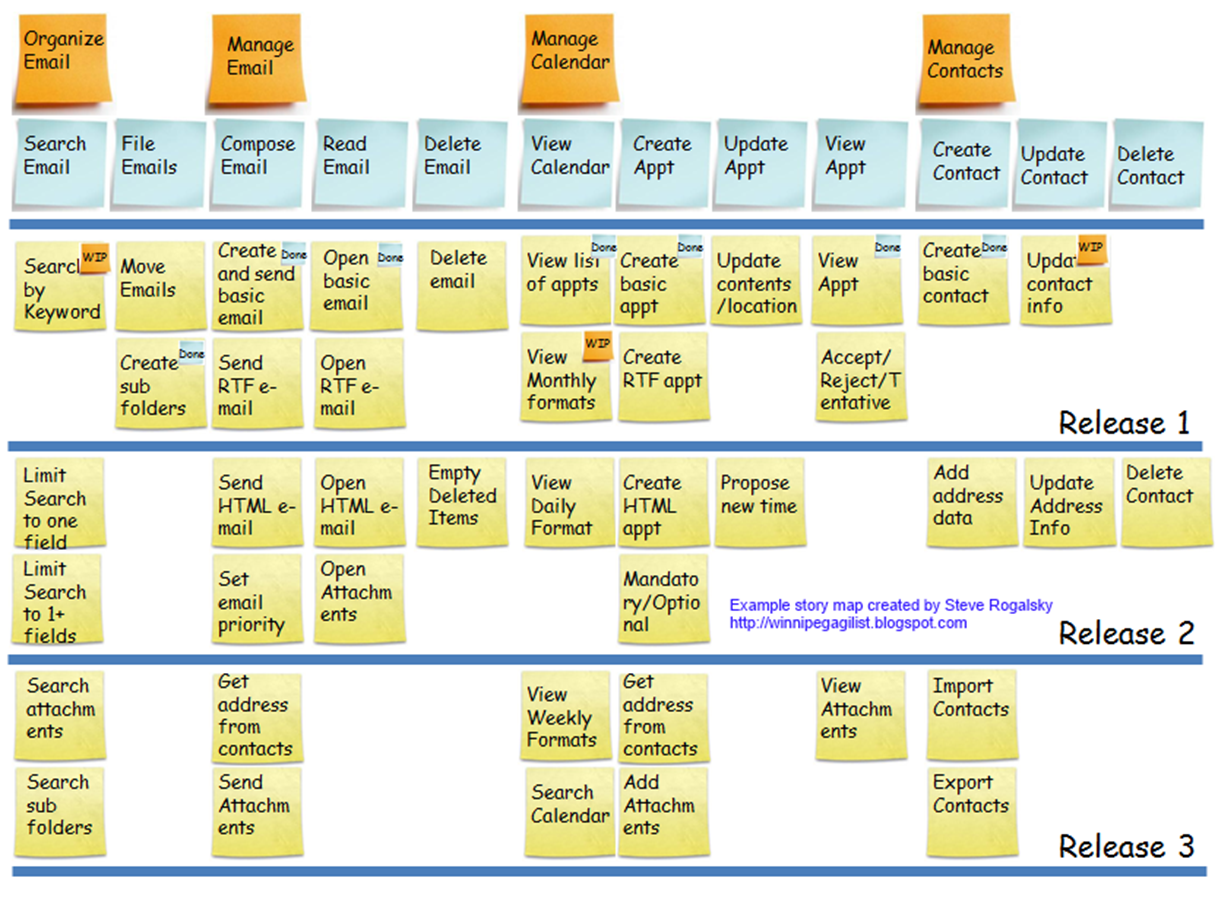 Organize
Email
Manage
Email
Manage
Calendar
Manage
Contacts
Search
Email
File
Emails
Compose
Email
Read
Email
Delete
Email
View
Calendar
Create
Appt
Update
Appt
View
Appt
Create
Contact
Update
Contact
Delete
Contact
Search
by
Keyword
WIP
Move
Emails
Create
and send
basic
email
Done
Open
basic
email
Done
Delete
email
View list
of appts
Done
Create
basic
appt
Done
Update
contents
/location
View
Appt
Done
Create
basic
contact
Done
Updat
contact
info
WIP
Create
sub
folders
Done
Send
RTF e-
mail
Open
RTF e-
mail
View
Monthly
formats
WIP
Create
RTF appt
Accept/
Reject/T
entative
Release 1
Limit
Search
to one
field
Send
HTML e-
mail
Open
HTML e-
mail
Empty
Deleted
Items
View
Daily
Format
Create
HTML
appt
Propose
new time
Add
address
data
Update
Address
Info
Delete
Contact
Limit
Search
to 1+
fields
Set
email
priority
Open
Attachm
ents
Mandato
ry/Optio
nal
Example story map created by Steve Rogalsky
http://winnipegagilist.blogspot.com
Release 2
Search
attachm
ents
Get
address
from
contacts
View
Weekly
Formats
Get
address
from
contacts
View
Attachm
ents
Import
Contacts
Search
sub
folders
Send
Attachm
ents
Search
Calendar
Add
Attachm
ents
Export
Contacts
Release 3